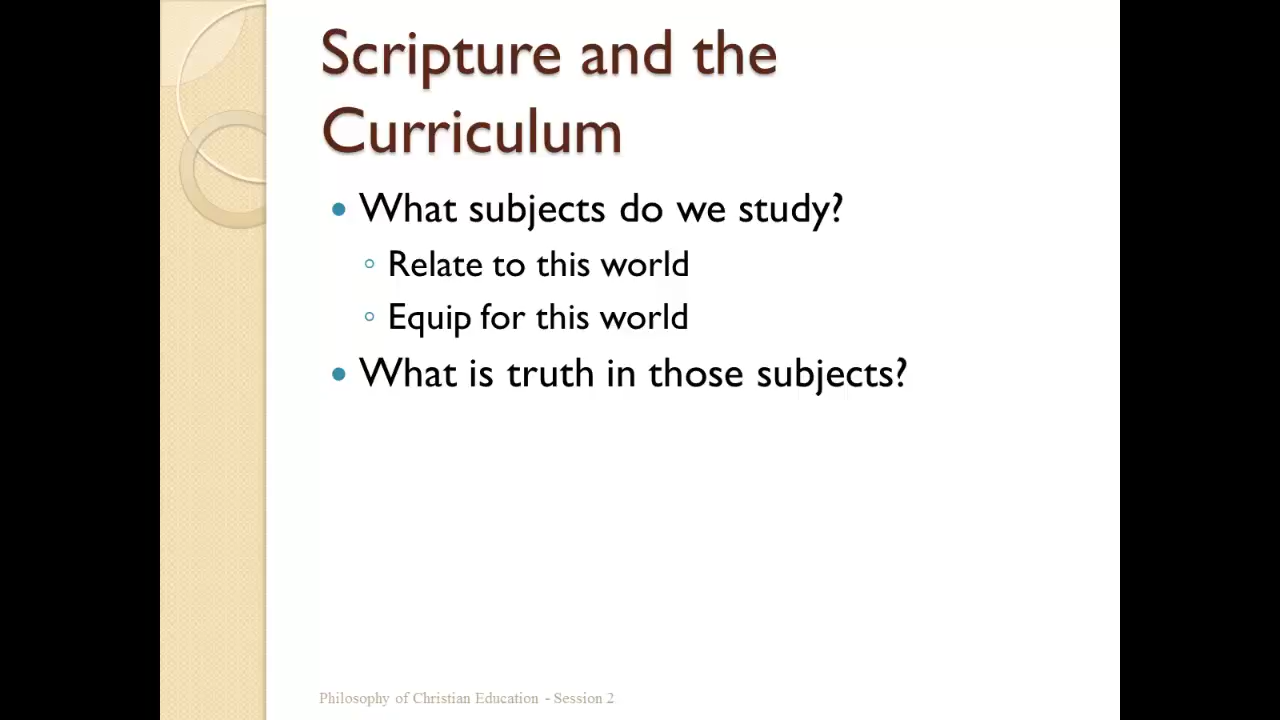 Scripture and the
Curriculum
• What subjects do we study?
◦ Relate to this world
◦ Equip for this world
• What is truth in those subjects?
Philosophy of Christian Education - Session 2